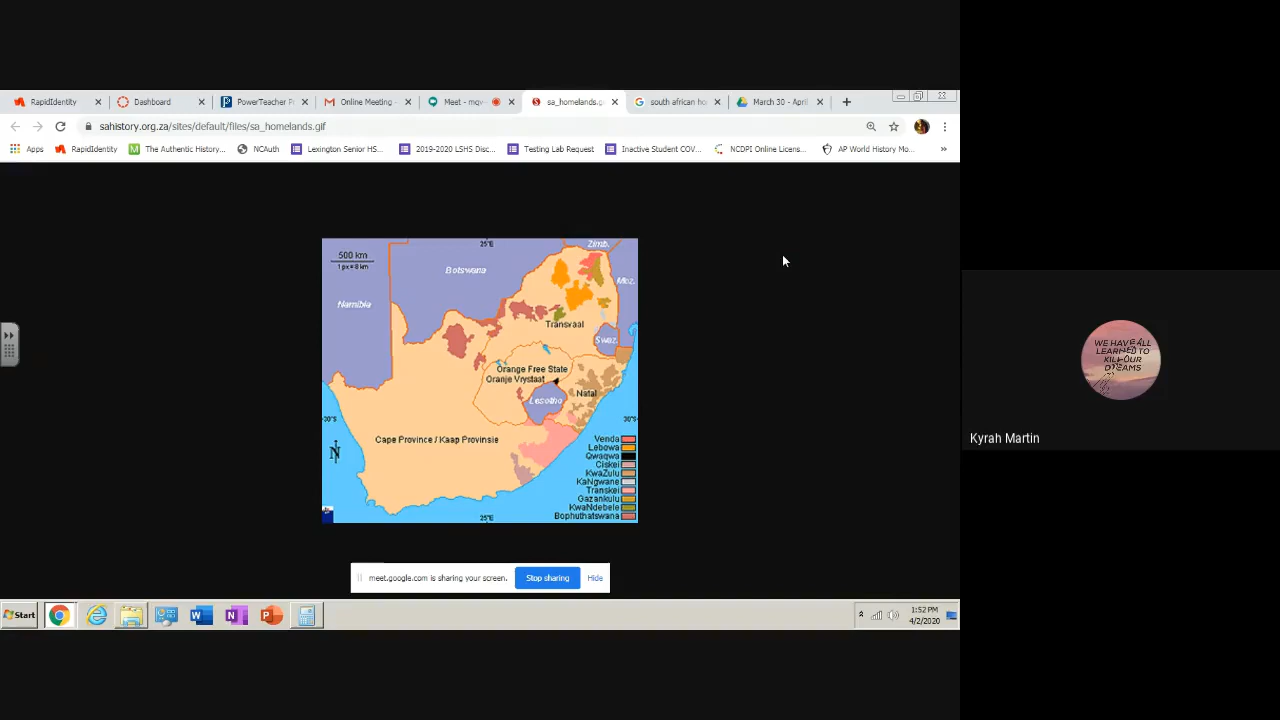 RapidIdentity
Dashboard
PowerTeacher P
Online Meeting -
Meet - mqv-
sa_homelands.gi
south african ho
March 30 - April
sahistory.org.za/sites/default/files/sa_homelands.gif
Apps
RapidIdentity
The Authentic History...
NCAuth
Lexington Senior HS...
2019-2020 LSHS Disc...
Testing Lab Request
Inactive Student COV...
NCDPI Online Licens...
AP World History Mo...
»
500 km
1 px = 8 km
25°E
Zimb.
Botswana
Moz.
Namibia
Transvaal
Swaz.
Orange Free State
Oranje Vrystaat
Natal
Lesotho
30°S
30°S
Cape Province / Kaap Provinsie
N
Venda
Lebowa
Qwaqwa
Ciskei
KwaZulu
KaNgwane
Transkei
Gazankulu
KwaNdebele
Bophuthatswana
25°E
meet.google.com is sharing your screen.
Stop sharing
Hide
Start
1:52 PM
4/2/2020
WE HAVE ALL
LEARNED TO
KILL OUR
DREAMS
Kyrah Martin